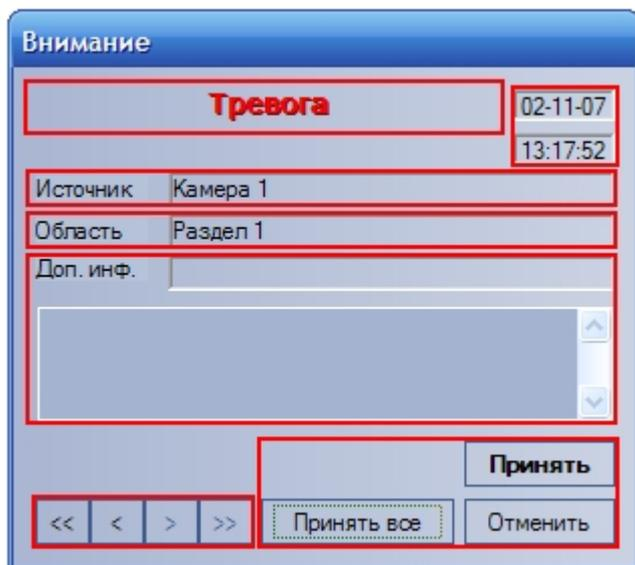 Внимание
Тревога
02-11-07
13:17:52
Источник Камера 1
Область Раздел 1
Доп. инф.
Принять
<< < > >> Принять все Отменить